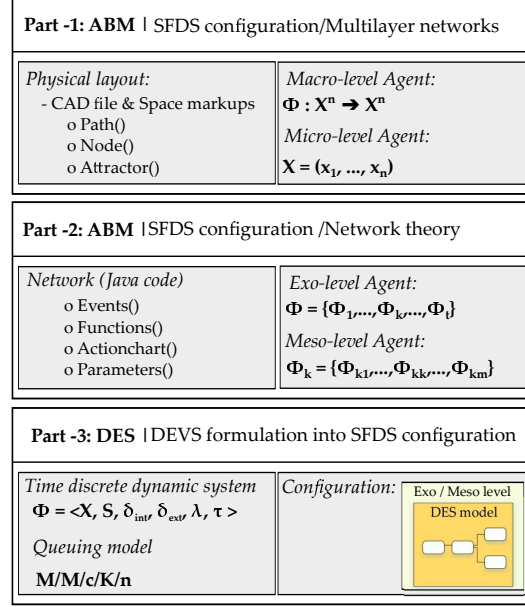 Part -1: ABM | SFDS configuration/Multilayer networks
Physical layout:
- CAD file & Space markups
o Path()
o Node()
o Attractor()
Macro-level Agent:
Φ : Xⁿ ➔ Xⁿ
Micro-level Agent:
X = (x₁, ..., xₙ)
Part -2: ABM |SFDS configuration /Network theory
Network (Java code)
o Events()
o Functions()
o Actionchart()
o Parameters()
Exo-level Agent:
Φ = {Φ₁,...,Φₖ,...,Φₜ}
Meso-level Agent:
Φₖ = {Φₖ₁,...,Φₖₖ,...,Φₖₘ}
Part -3: DES |DEVS formulation into SFDS configuration
Time discrete dynamic system
Φ = <X, S, δ_int, δ_ext, λ, τ >
Queuing model
M/M/c/K/n
Configuration:
Exo / Meso level
DES model